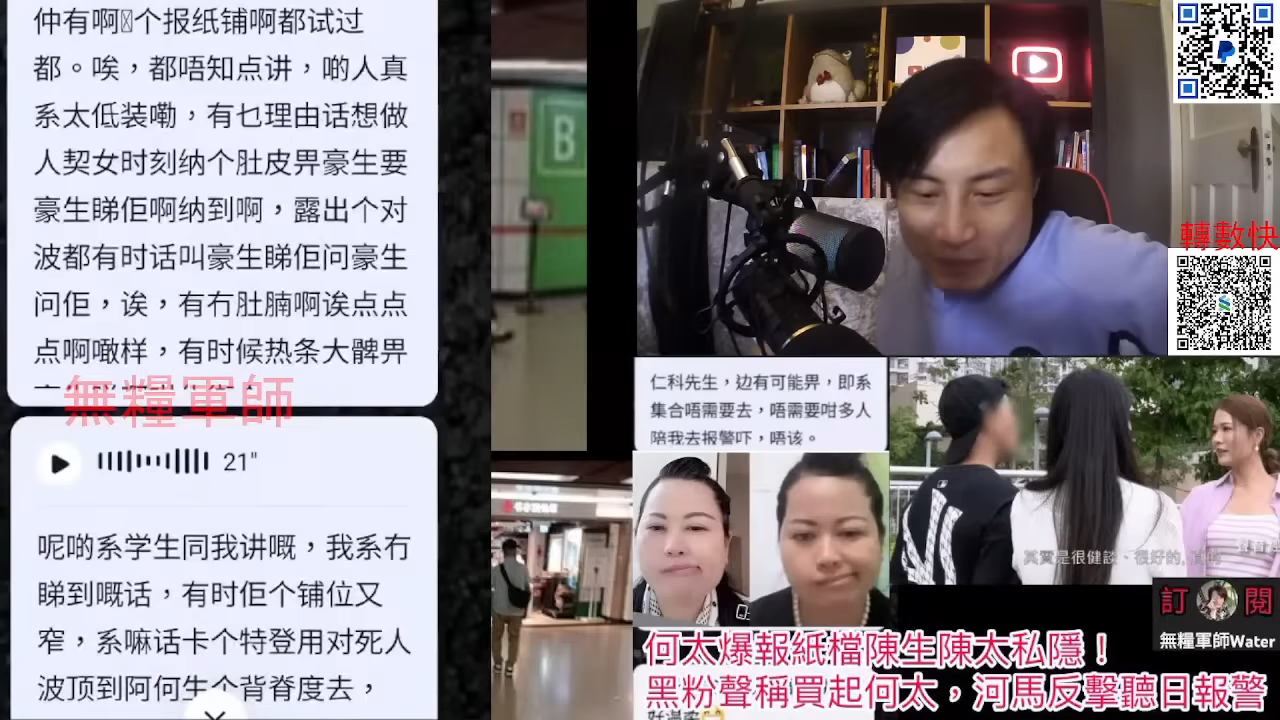 仲有啊个报纸铺啊都试过
都。唉，都唔知点讲，啲人真
系太低装嘞，有乜理由话想做
人契女时刻纳个肚皮畀豪生要
豪生睇佢啊纳到啊，露出个对
波都有时话叫豪生睇佢问豪生
问佢，诶，有冇肚腩啊诶点点
点啊噉样，有时候热条大髀畀
無糧軍師
21"
呢啲系学生同我讲嘅，我系冇
睇到嘅话，有时佢个铺位又
窄，系嘛话卡个特登用对死人
波顶到阿何生个背脊度去，
B
轉數快
仁科先生，边有可能畀，即系
集合唔需要去，唔需要咁多人
陪我去报警吓，唔该。
其實是很健談、很好的,
訂
閱
無糧軍師Water
何太爆報紙檔陳生陳太私隱！
黑粉聲稱買起何太，河馬反擊聽日報警